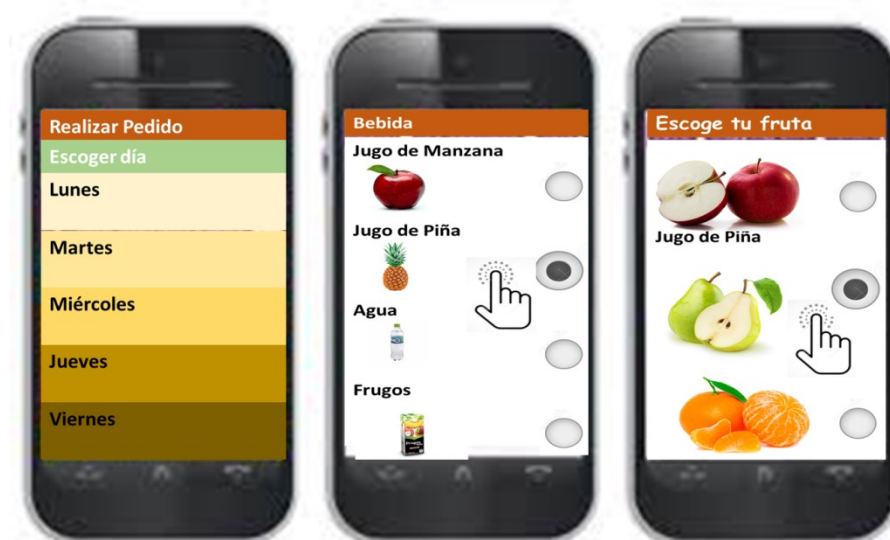 Realizar Pedido
Escoger día
Lunes
Martes
Miércoles
Jueves
Viernes
Bebida
Jugo de Manzana
Jugo de Piña
Agua
Frugos
Escoge tu fruta
Jugo de Piña